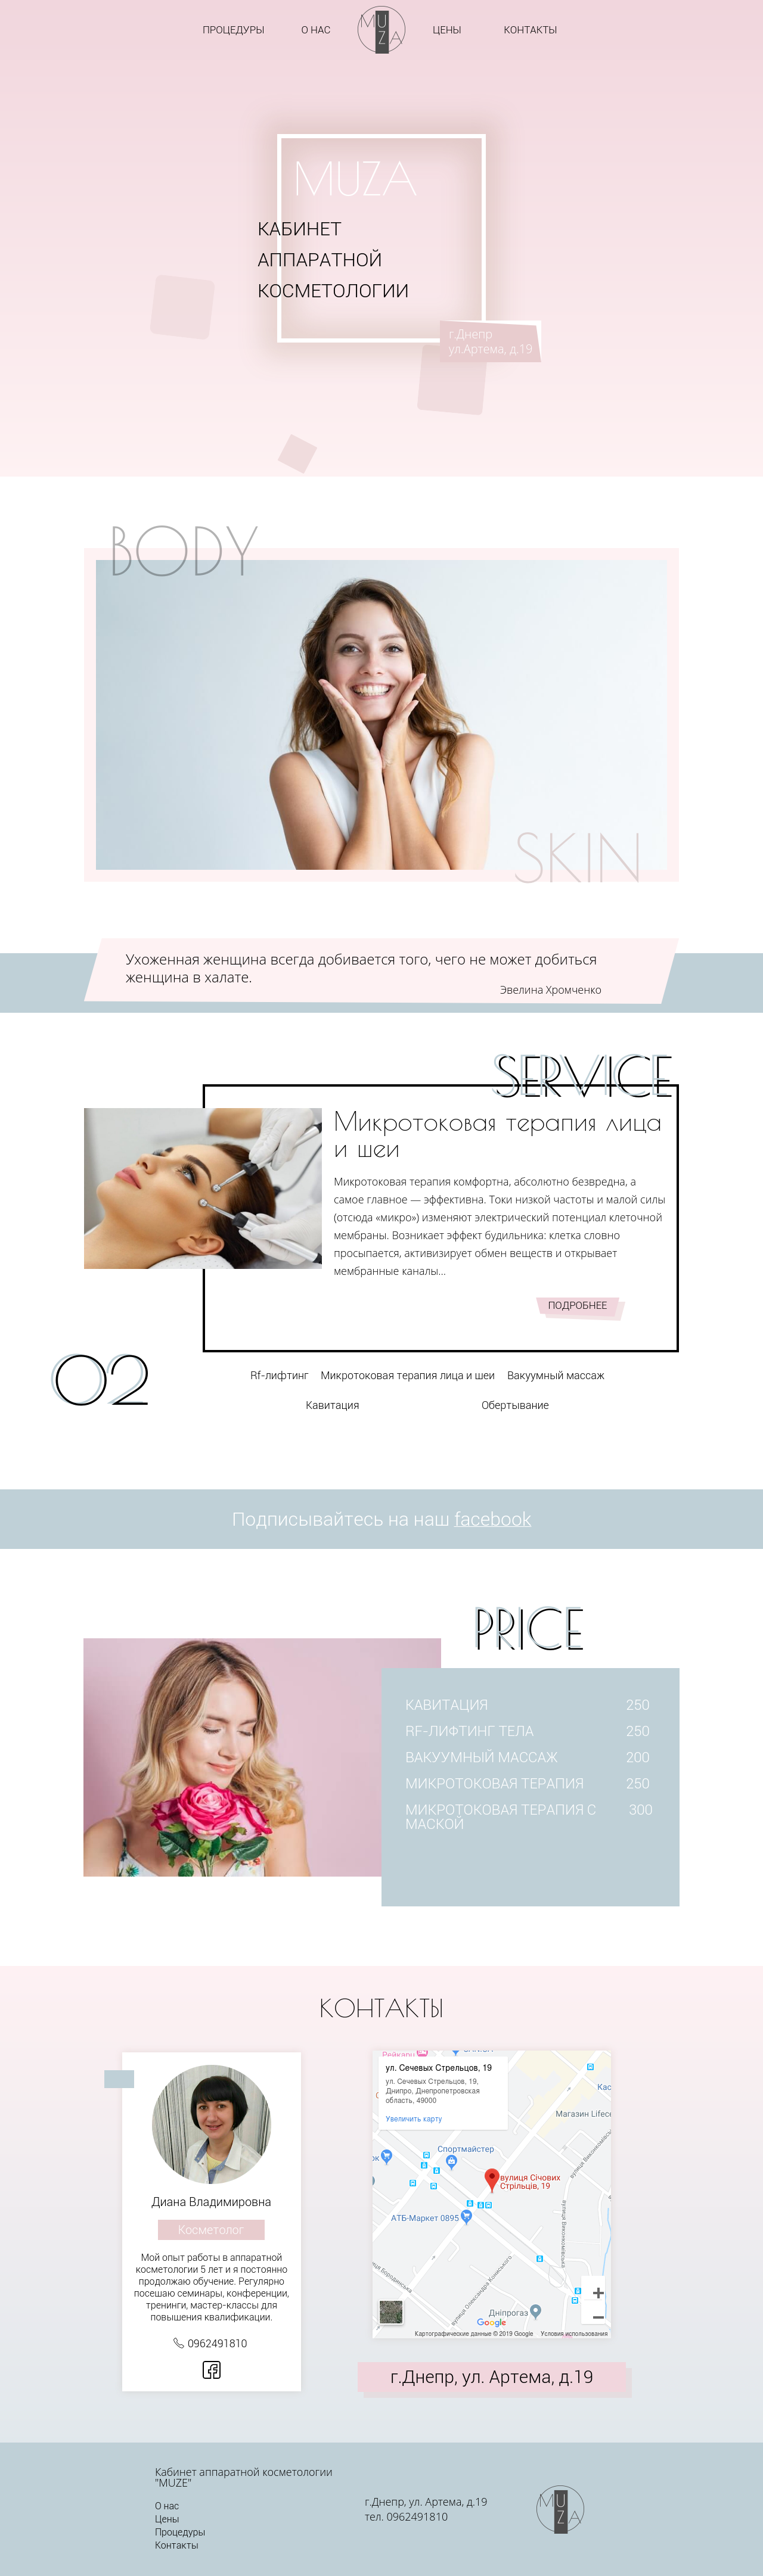 ПРОЦЕДУРЫ О НАС MUZA ЦЕНЫ КОНТАКТЫ
MUZA
КАБИНЕТ
АППАРАТНОЙ
КОСМЕТОЛОГИИ
г.Днепр
ул.Артема, д.19
BODY
SKIN
Ухоженная женщина всегда добивается того, чего не может добиться
женщина в халате.
Эвелина Хромченко
SERVICE
Микротоковая терапия лица
и шеи
Микротоковая терапия комфортна, абсолютно безвредна, а
самое главное — эффективна. Токи низкой частоты и малой силы
(отсюда «микро») изменяют электрический потенциал клеточной
мембраны. Возникает эффект будильника: клетка словно
просыпается, активизирует обмен веществ и открывает
мембранные каналы...
ПОДРОБНЕЕ
02
Rf-лифтинг Микротоковая терапия лица и шеи Вакуумный массаж
Кавитация Обертывание
Подписывайтесь на наш facebook
PRICE
КАВИТАЦИЯ 250
RF-ЛИФТИНГ ТЕЛА 250
ВАКУУМНЫЙ МАССАЖ 200
МИКРОТОКОВАЯ ТЕРАПИЯ 250
МИКРОТОКОВАЯ ТЕРАПИЯ С 300
МАСКОЙ
КОНТАКТЫ
Диана Владимировна
Косметолог
Мой опыт работы в аппаратной
косметологии 5 лет и я постоянно
продолжаю обучение. Регулярно
посещаю семинары, конференции,
тренинги, мастер-классы для
повышения квалификации.
0962491810
ул. Сечевых Стрельцов, 19
ул. Сечевых Стрельцов, 19,
Днипро, Днепропетровская
область, 49000
Увеличить карту
Магазин Lifece
Спортмайстер
вулиця Січових
Стрільців, 19
АТБ-Маркет 0895
вулиця Олександра Кониського
вулиця Виконкомівська
Дніпрогаз
Google
Картографические данные © 2019 Google Условия использования
г.Днепр, ул. Артема, д.19
Кабинет аппаратной косметологии
"MUZE"
О нас
Цены
Процедуры
Контакты
г.Днепр, ул. Артема, д.19
тел. 0962491810
MUZA